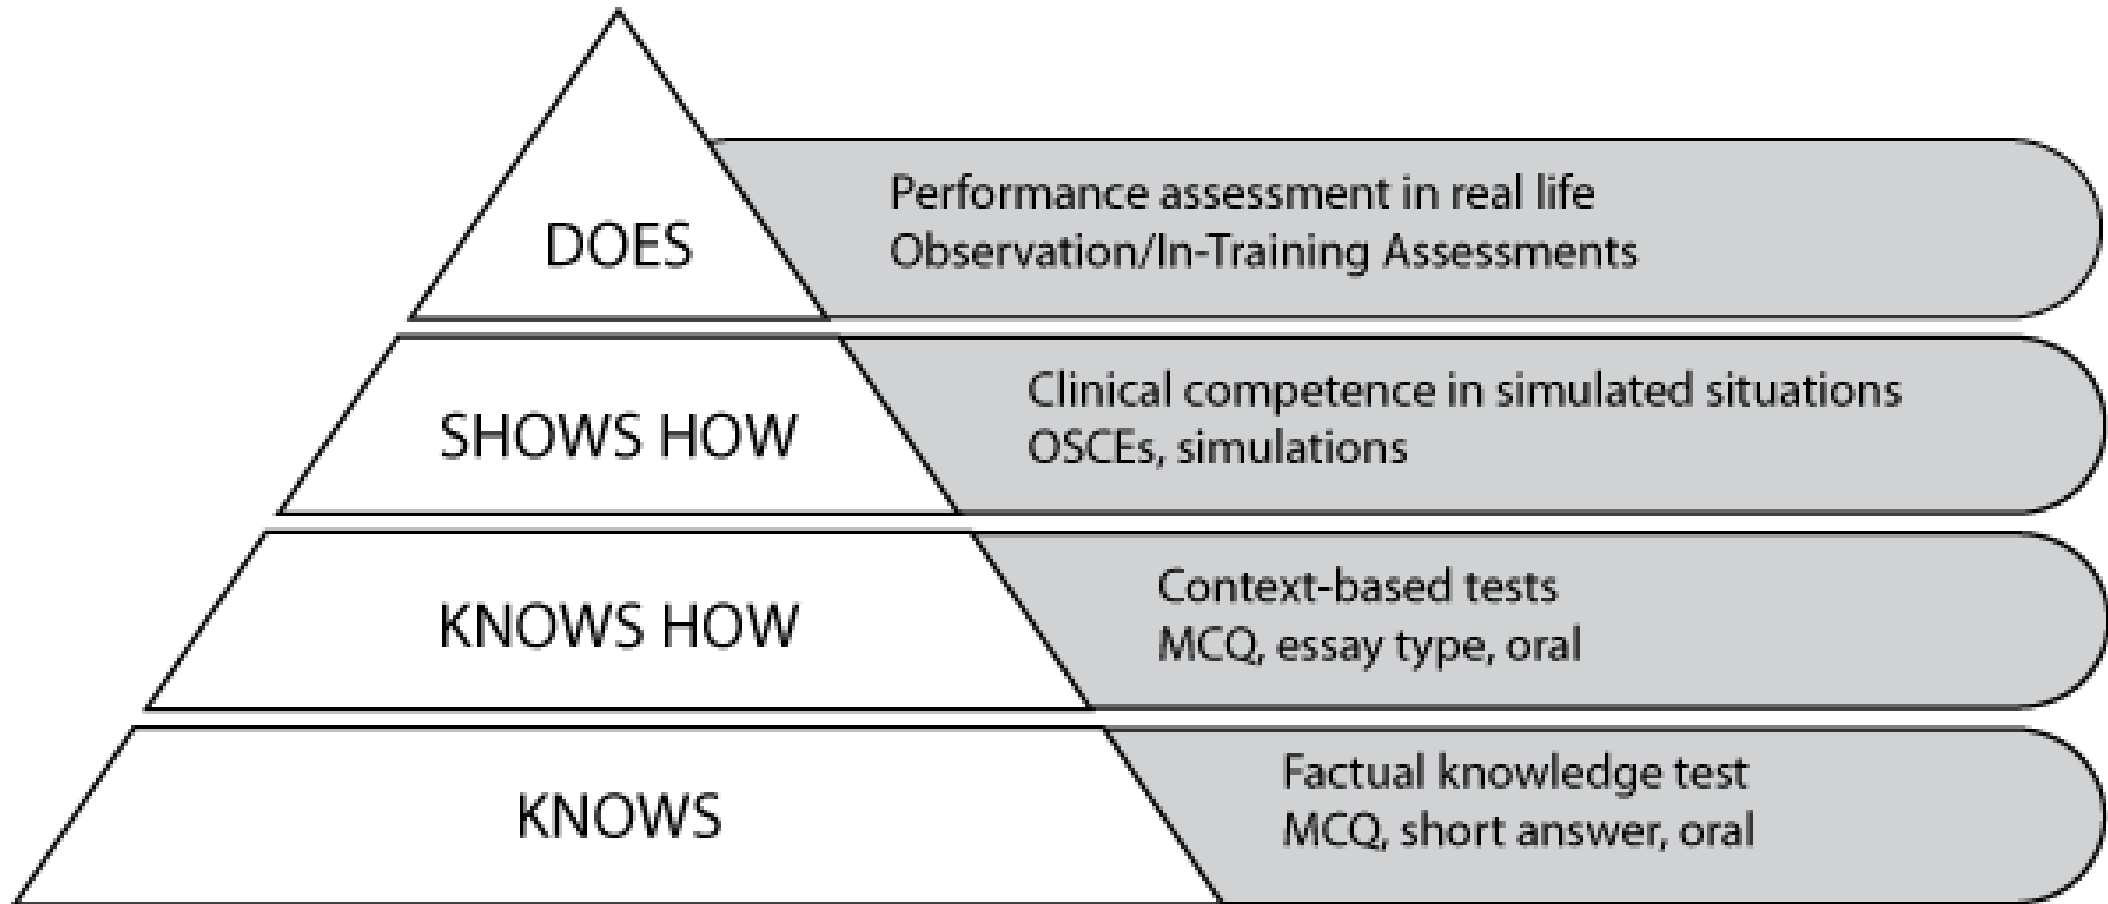 DOES
Performance assessment in real life
Observation/In-Training Assessments
SHOWS HOW
Clinical competence in simulated situations
OSCEs, simulations
KNOWS HOW
Context-based tests
MCQ, essay type, oral
KNOWS
Factual knowledge test
MCQ, short answer, oral